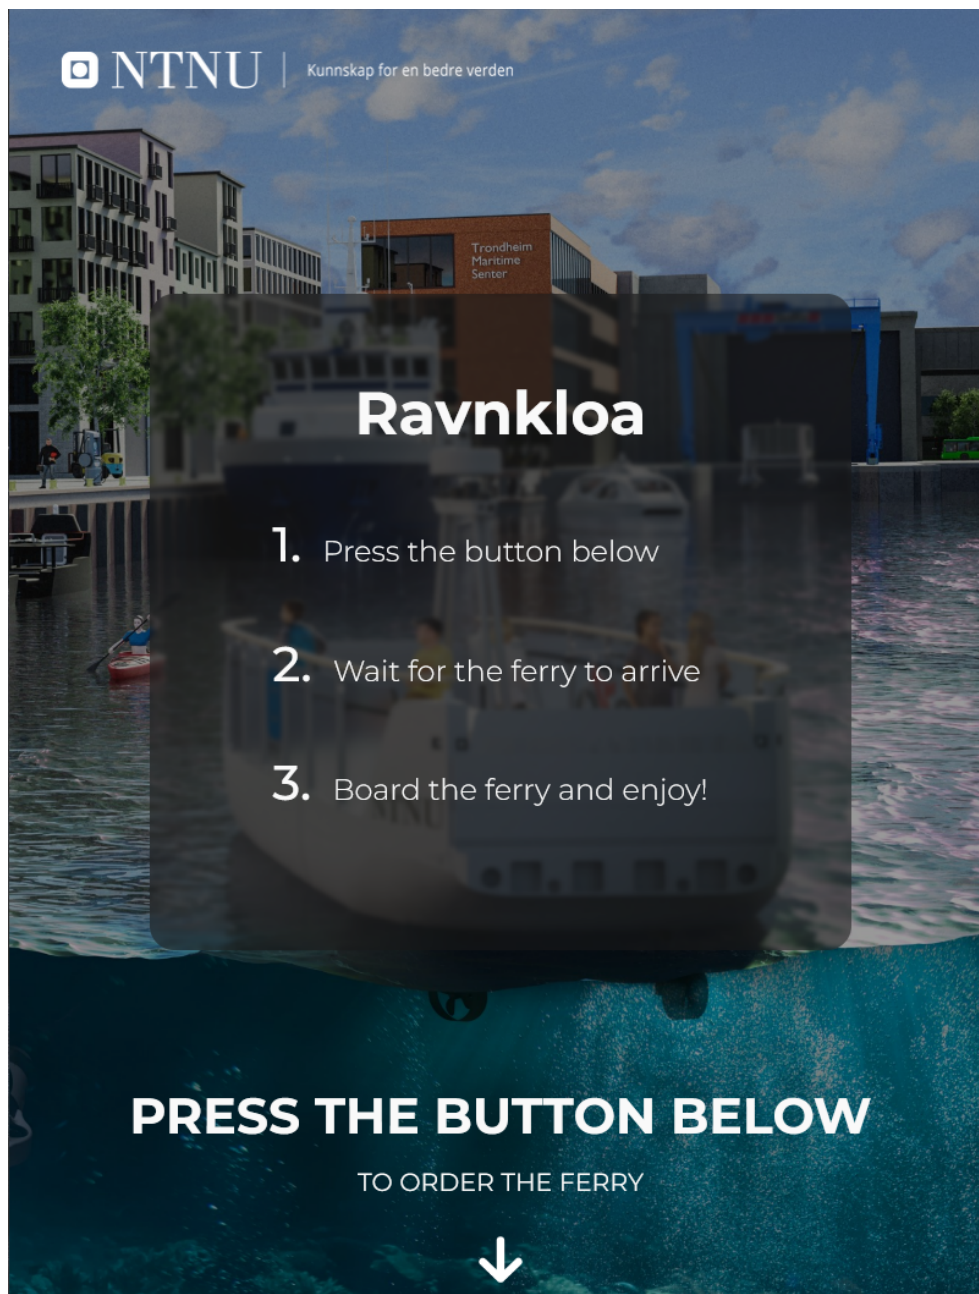 NTNU | Kunnskap for en bedre verden
Trondheim
Maritime
Senter
Ravnkloa
1. Press the button below
2. Wait for the ferry to arrive
3. Board the ferry and enjoy!
NTNU
PRESS THE BUTTON BELOW
TO ORDER THE FERRY